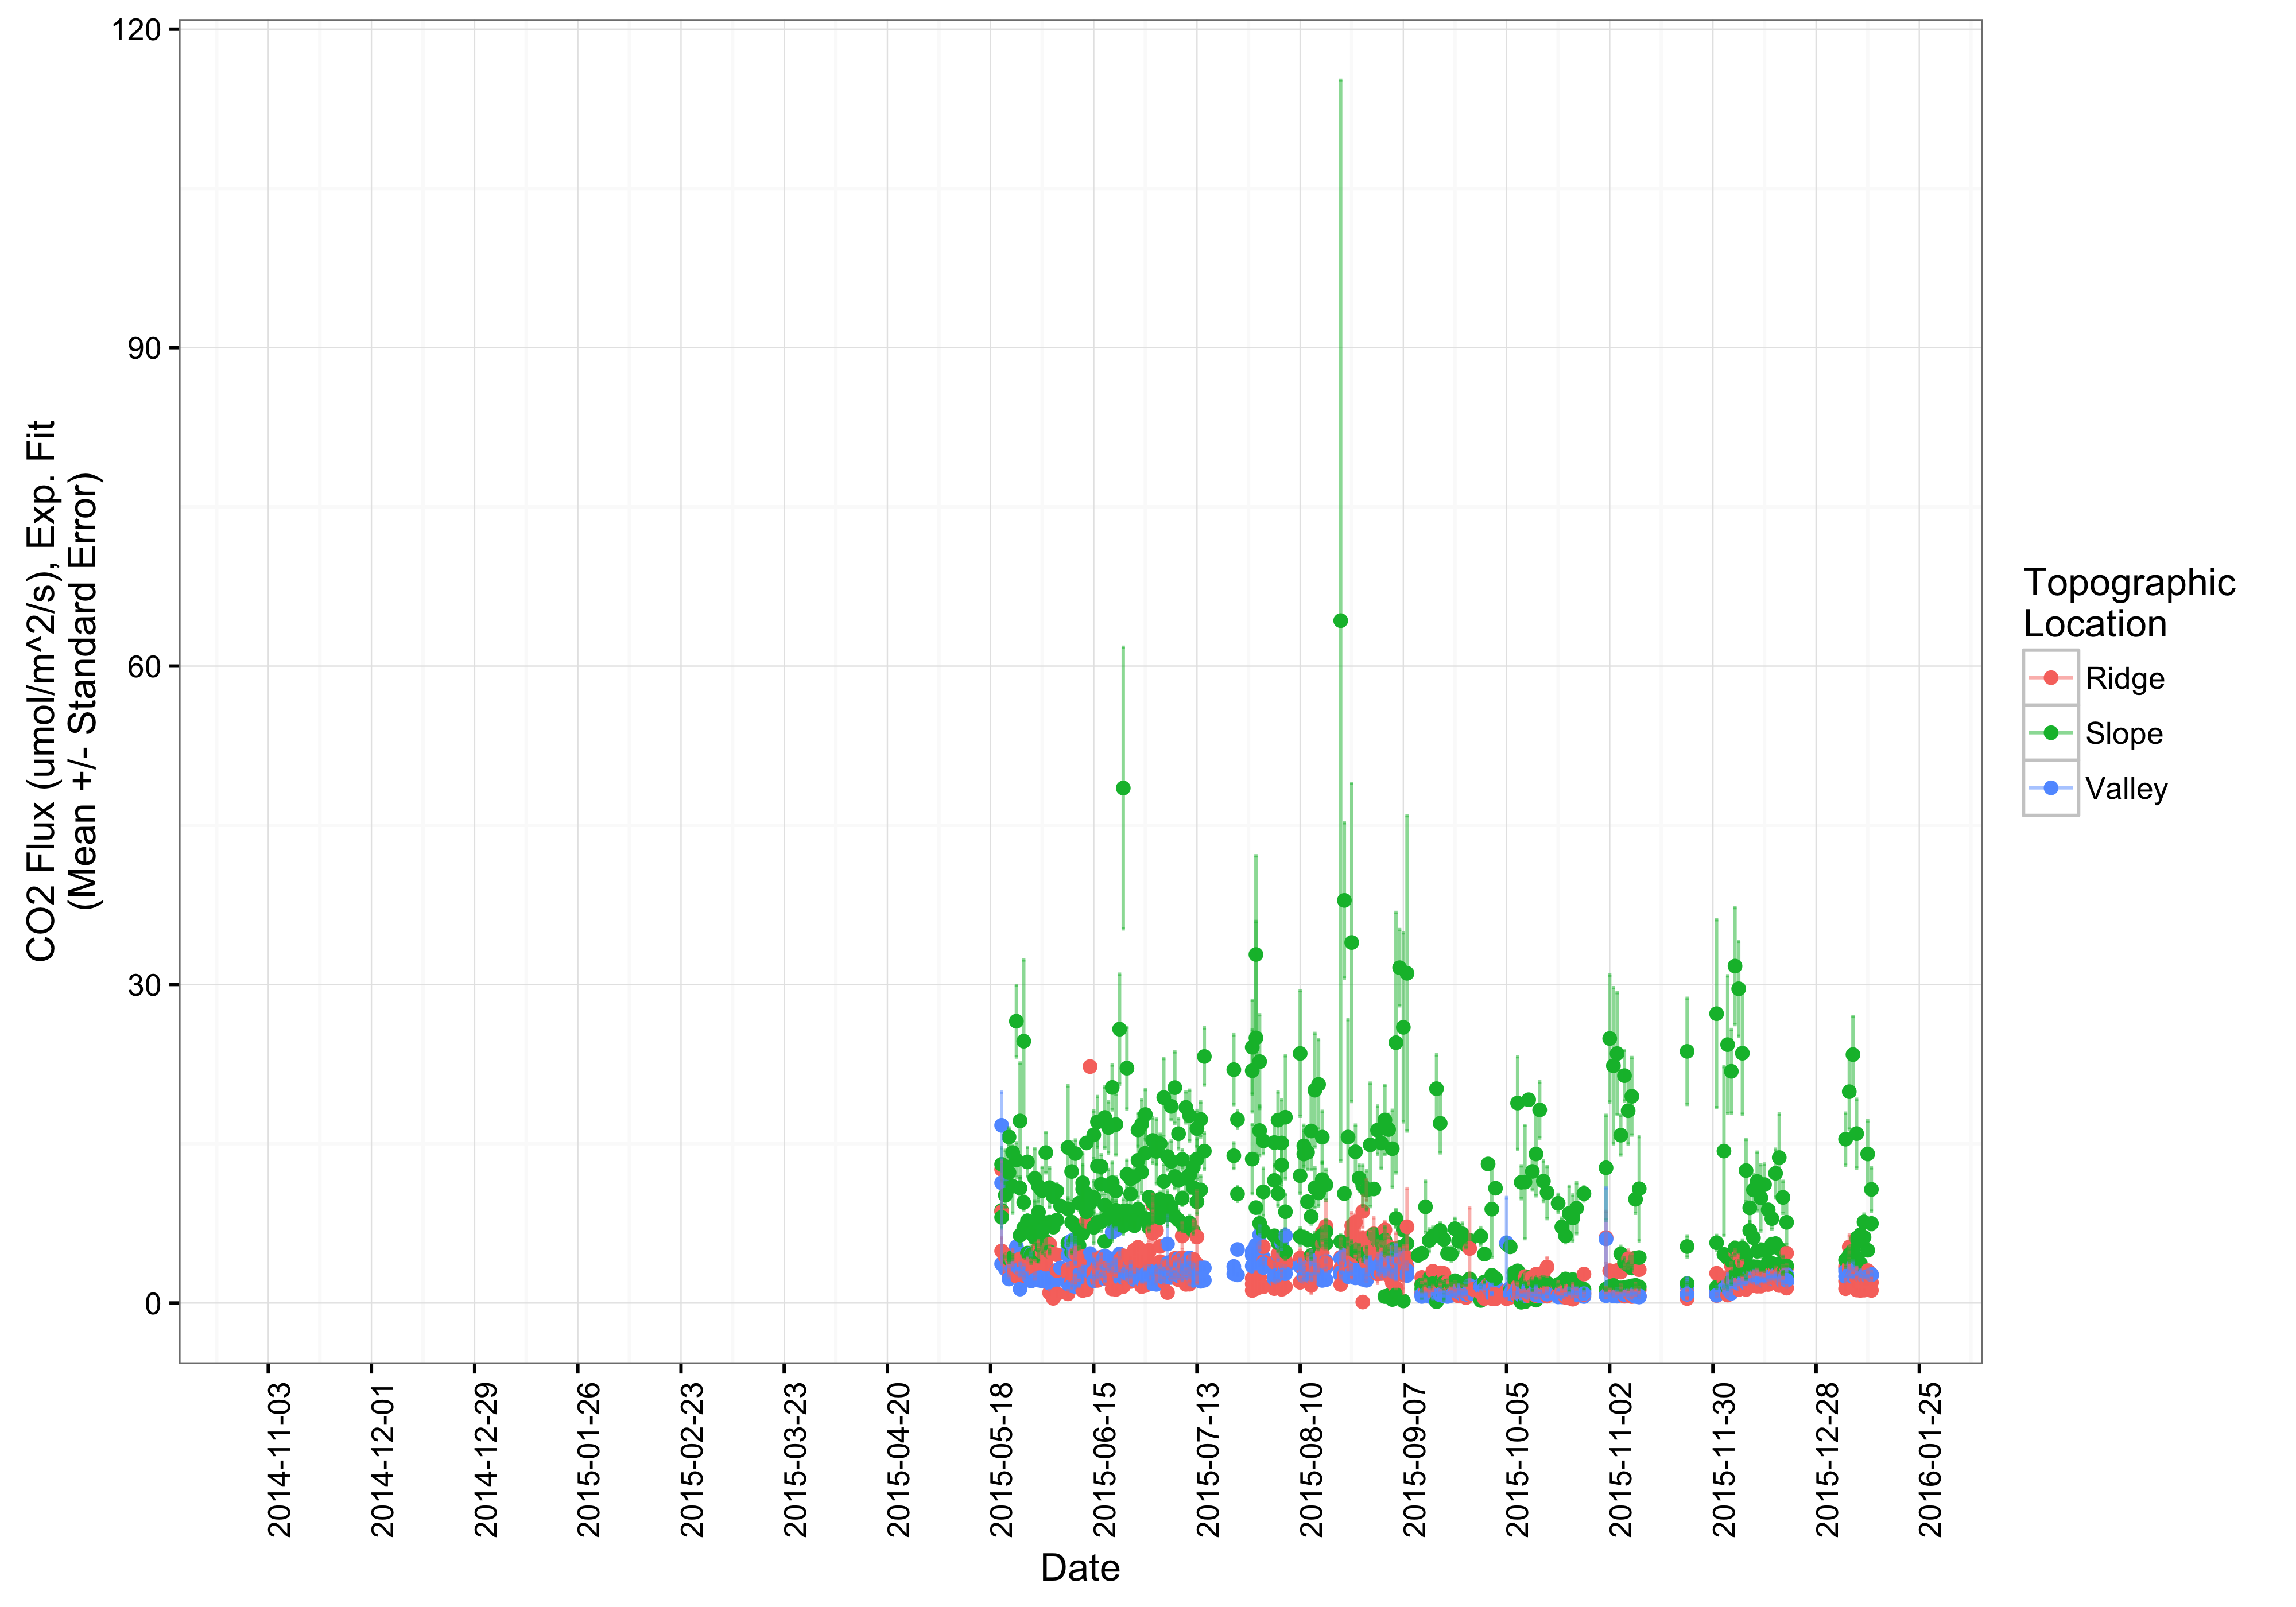 CO2 Flux (umol/m^2/s), Exp. Fit
(Mean +/- Standard Error)
120
90
60
30
0
2014-11-03
2014-12-01
2014-12-29
2015-01-26
2015-02-23
2015-03-23
2015-04-20
2015-05-18
2015-06-15
2015-07-13
2015-08-10
2015-09-07
2015-10-05
2015-11-02
2015-11-30
2015-12-28
2016-01-25
Date
Topographic
Location
Ridge
Slope
Valley